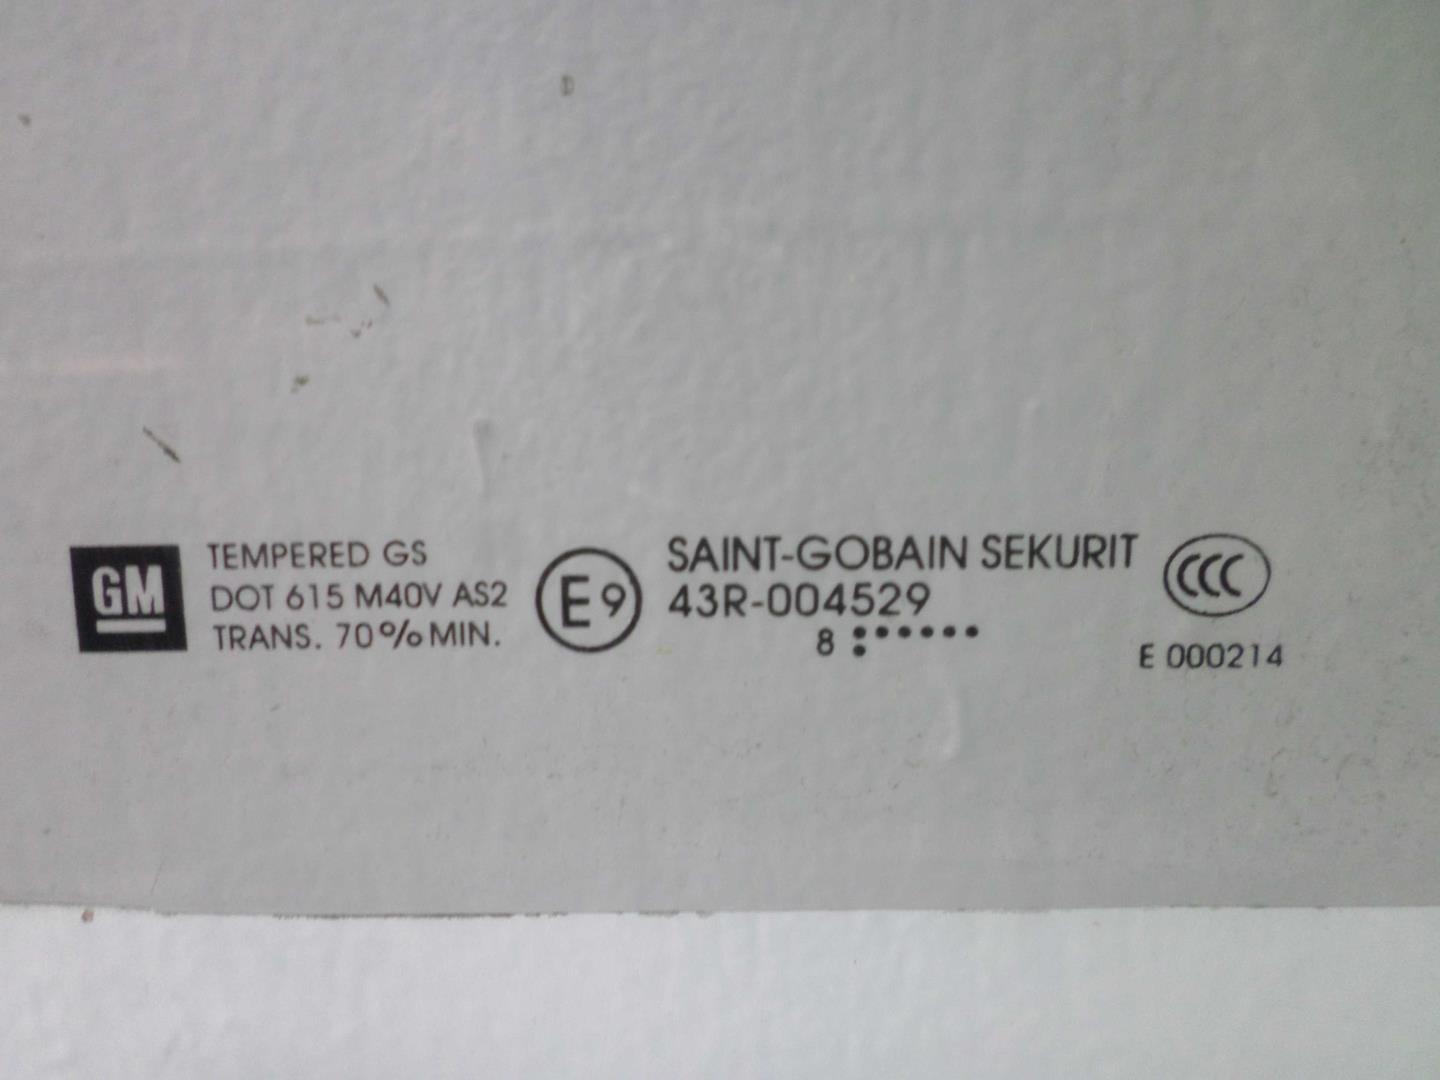 GM
TEMPERED GS
DOT 615 M40V AS2
TRANS. 70% MIN.
E9
SAINT-GOBAIN SEKURIT
43R-004529
8
CCC
E 000214